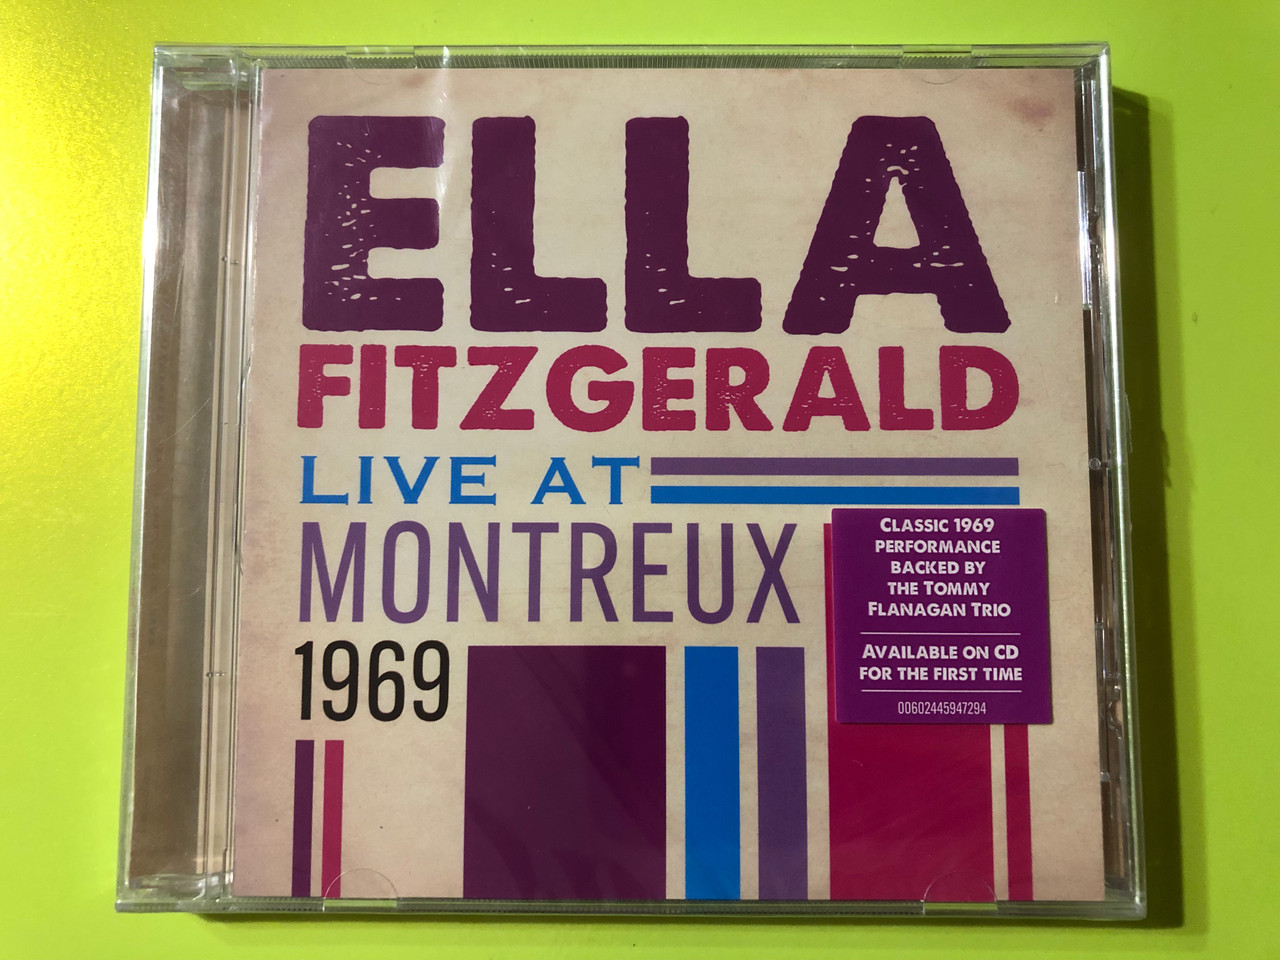 ELLA
FITZGERALD
LIVE AT
MONTREUX
1969
CLASSIC 1969
PERFORMANCE
BACKED BY
THE TOMMY
FLANAGAN TRIO
AVAILABLE ON CD
FOR THE FIRST TIME
00602445947294